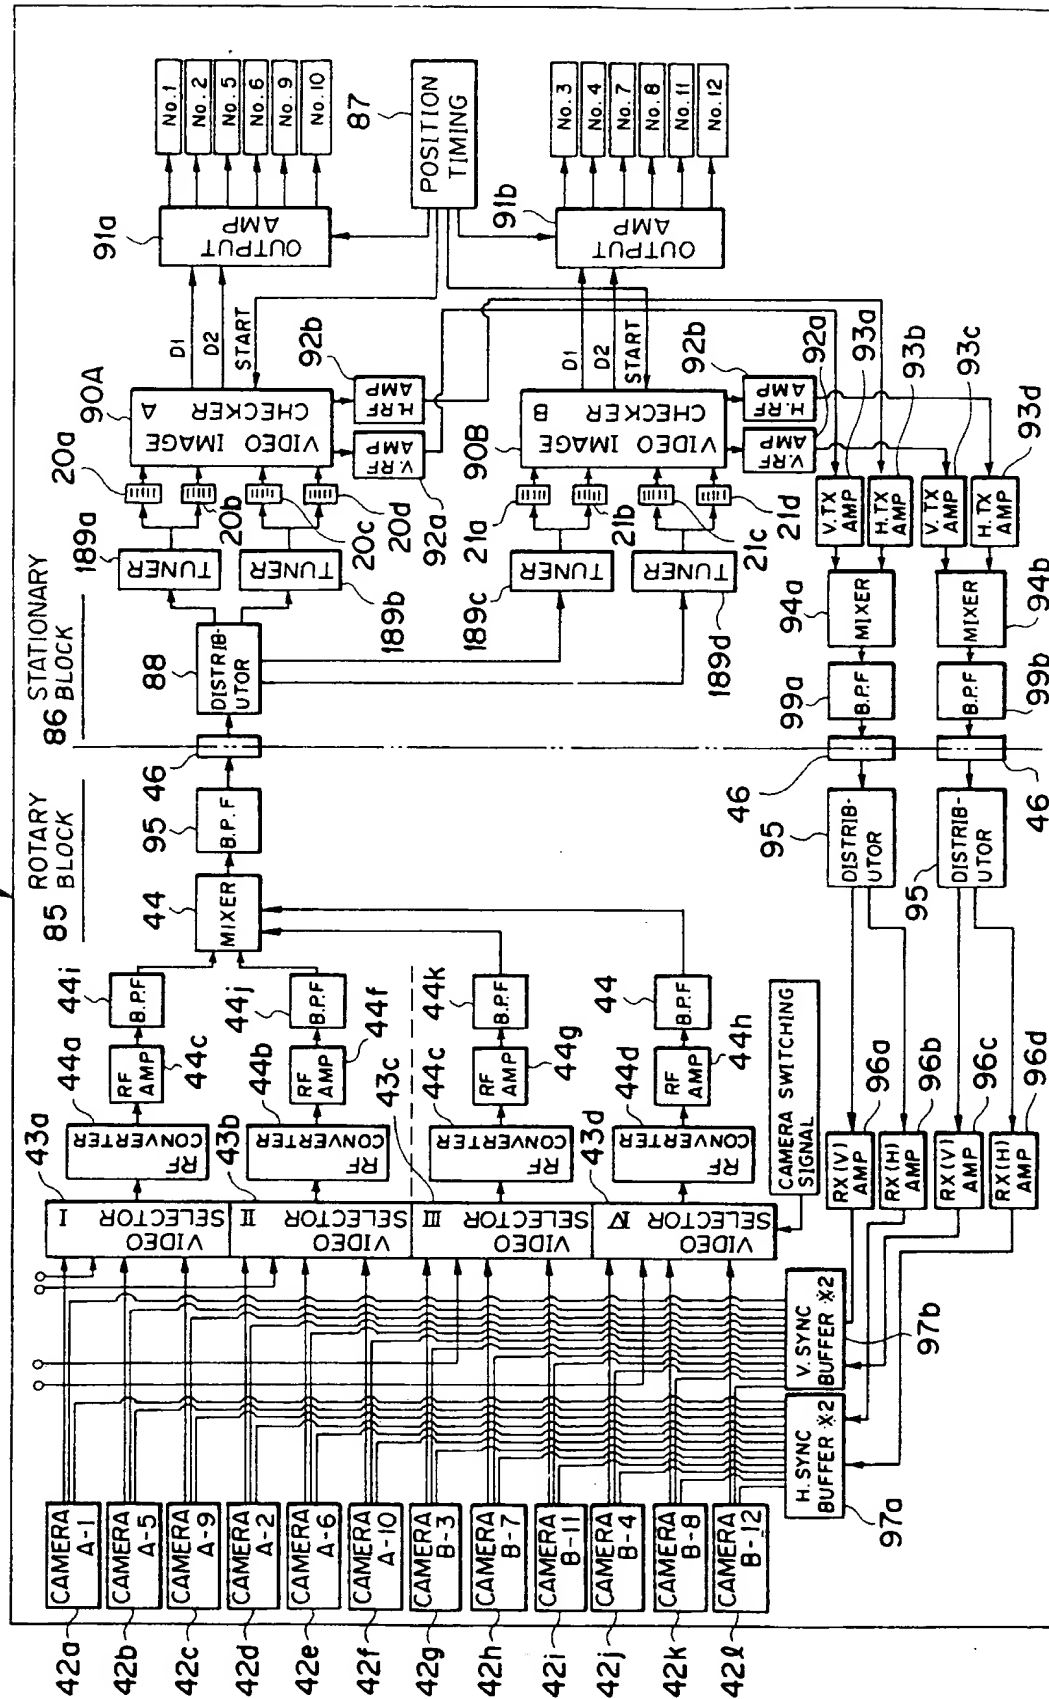 85 ROTARY
BLOCK
86 STATIONARY
BLOCK
42a
CAMERA
A-1
42b
CAMERA
A-5
42c
CAMERA
A-9
42d
CAMERA
A-2
42e
CAMERA
A-6
42f
CAMERA
A-10
42g
CAMERA
B-3
42h
CAMERA
B-7
42i
CAMERA
B-11
42j
CAMERA
B-4
42k
CAMERA
B-8
42ℓ
CAMERA
B-12
43a
VIDEO
SELECTOR I
43b
VIDEO
SELECTOR II
43c
VIDEO
SELECTOR III
43d
VIDEO
SELECTOR IV
44a
RF
CONVERTER
44b
RF
CONVERTER
44c
RF
CONVERTER
44d
RF
CONVERTER
RF
AMP
44c
RF
AMP
44f
RF
AMP
44g
RF
AMP
44h
44i
B.P.F
44j
B.P.F
44k
B.P.F
44
B.P.F
44
MIXER
95
B.P.F
46
88
DISTRIB-
UTOR
189a
TUNER
TUNER
189b
189c
TUNER
TUNER
189d
20a
20b
20c
20d
21a
21b
21c
21d
90A
VIDEO IMAGE
CHECKER A
90B
VIDEO IMAGE
CHECKER B
D1
D2
START
D1
D2
START
92b
H.RF
AMP
V.RF
AMP
92a
92b
H.RF
AMP
V.RF
AMP
92a
91a
OUTPUT
AMP
91b
OUTPUT
AMP
No.1
No.2
No.5
No.6
No.9
No.10
87
POSITION
TIMING
No.3
No.4
No.7
No.8
No.11
No.12
V.TX
AMP
93a
H.TX
AMP
93b
V.TX
AMP
93c
H.TX
AMP
93d
94a
MIXER
MIXER
94b
99a
B.P.F
B.P.F
99b
46
46
95
DISTRIB-
UTOR
95
DISTRIB-
UTOR
CAMERA SWITCHING
SIGNAL
RX(V)
AMP
96a
RX(H)
AMP
96b
RX(V)
AMP
96c
RX(H)
AMP
96d
V. SYNC
BUFFER ×2
97b
H. SYNC
BUFFER ×2
97a